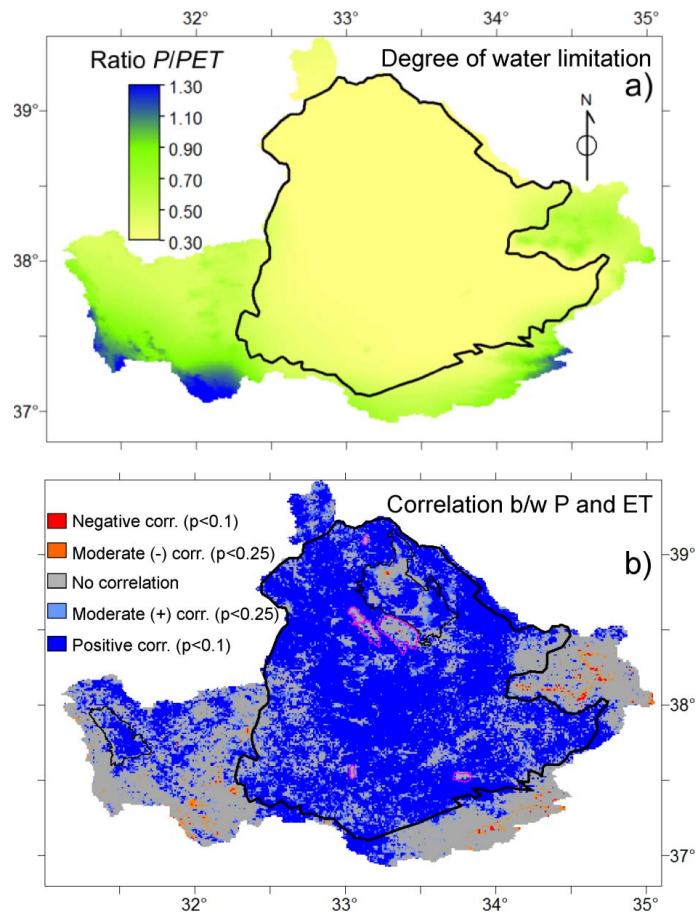 32° 33° 34° 35°
Ratio P/PET
Degree of water limitation
a)
1.30
1.10
0.90
0.70
0.50
0.30
N
39°
38°
37°
Correlation b/w P and ET
b)
Negative corr. (p<0.1)
Moderate (-) corr. (p<0.25)
No correlation
Moderate (+) corr. (p<0.25)
Positive corr. (p<0.1)
39°
38°
37°
32° 33° 34° 35°